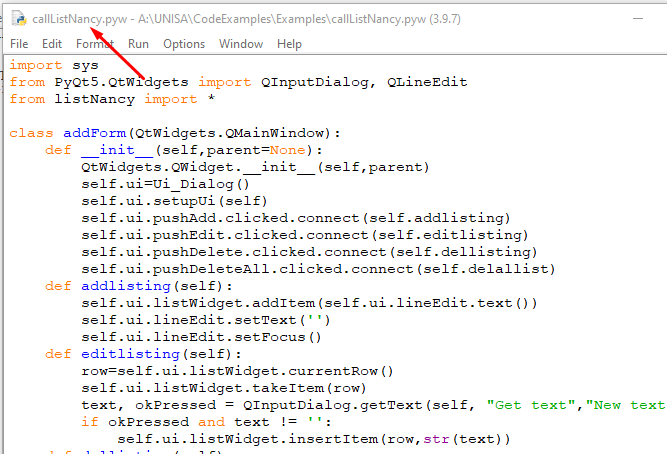 callListNancy.pyw - A:\UNISA\CodeExamples\Examples\callListNancy.pyw (3.9.7)
File Edit Format Run Options Window Help
import sys
from PyQt5.QtWidgets import QInputDialog, QLineEdit
from listNancy import *
class addForm(QtWidgets.QMainWindow):
    def __init__(self,parent=None):
        QtWidgets.QWidget.__init__(self,parent)
        self.ui=Ui_Dialog()
        self.ui.setupUi(self)
        self.ui.pushAdd.clicked.connect(self.addlisting)
        self.ui.pushEdit.clicked.connect(self.editlisting)
        self.ui.pushDelete.clicked.connect(self.dellisting)
        self.ui.pushDeleteAll.clicked.connect(self.delallist)
    def addlisting(self):
        self.ui.listWidget.addItem(self.ui.lineEdit.text())
        self.ui.lineEdit.setText('')
        self.ui.lineEdit.setFocus()
    def editlisting(self):
        row=self.ui.listWidget.currentRow()
        self.ui.listWidget.takeItem(row)
        text, okPressed = QInputDialog.getText(self, "Get text","New text
        if okPressed and text != '':
            self.ui.listWidget.insertItem(row,str(text))